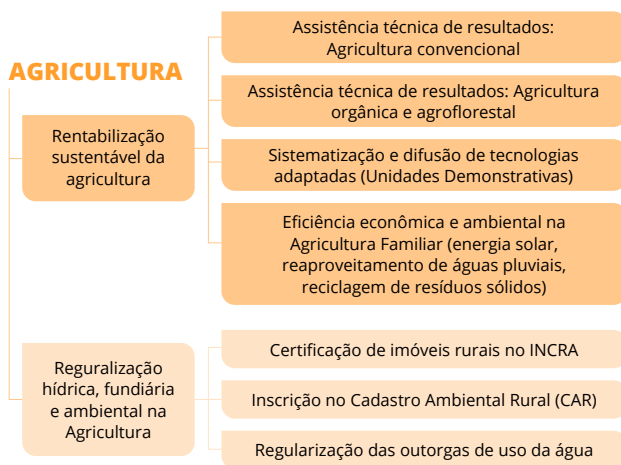 AGRICULTURA
Rentabilização
sustentável da
agricultura
Assistência técnica de resultados:
Agricultura convencional
Assistência técnica de resultados: Agricultura
orgânica e agroflorestal
Sistematização e difusão de tecnologias
adaptadas (Unidades Demonstrativas)
Eficiência econômica e ambiental na
Agricultura Familiar (energia solar,
reaproveitamento de águas pluviais,
reciclagem de resíduos sólidos)
Reguralização
hídrica, fundiária
e ambiental na
Agricultura
Certificação de imóveis rurais no INCRA
Inscrição no Cadastro Ambiental Rural (CAR)
Regularização das outorgas de uso da água